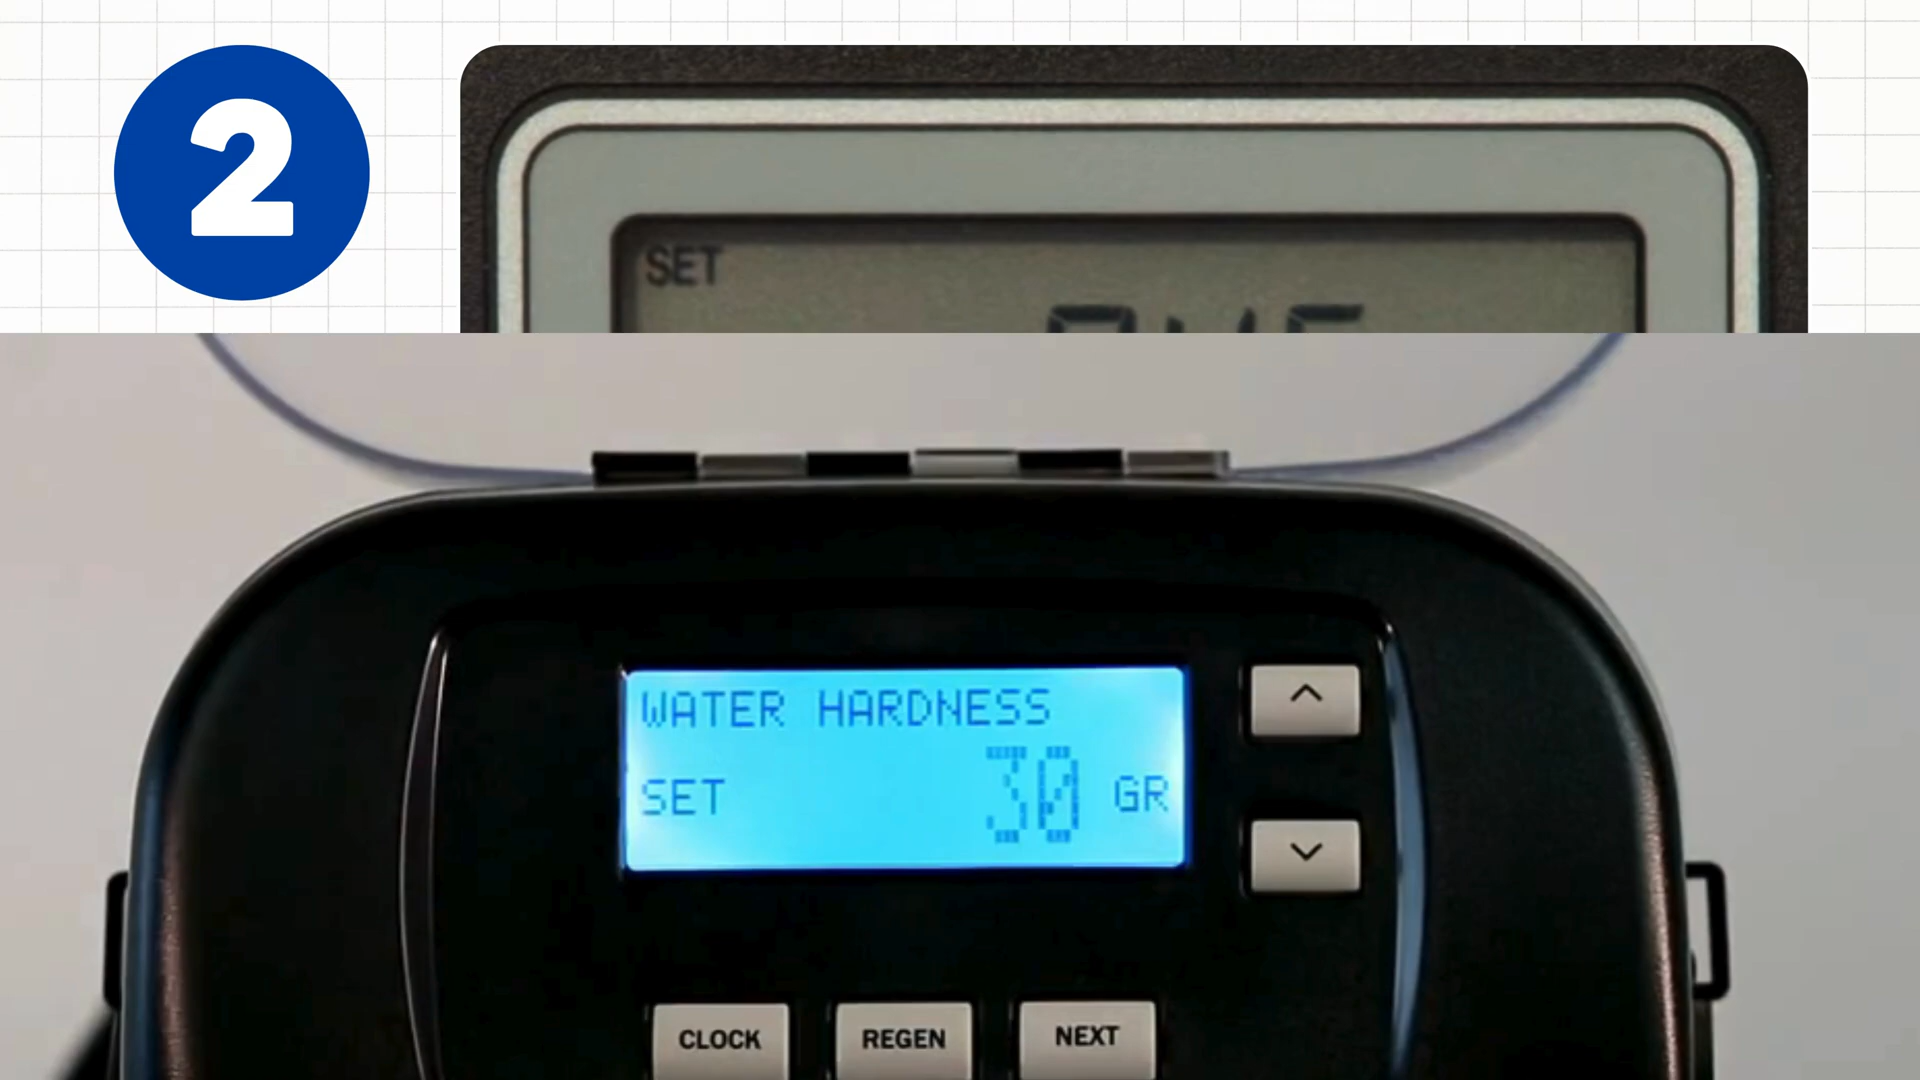 2
SET
WATER HARDNESS
SET 30 GR
CLOCK REGEN NEXT